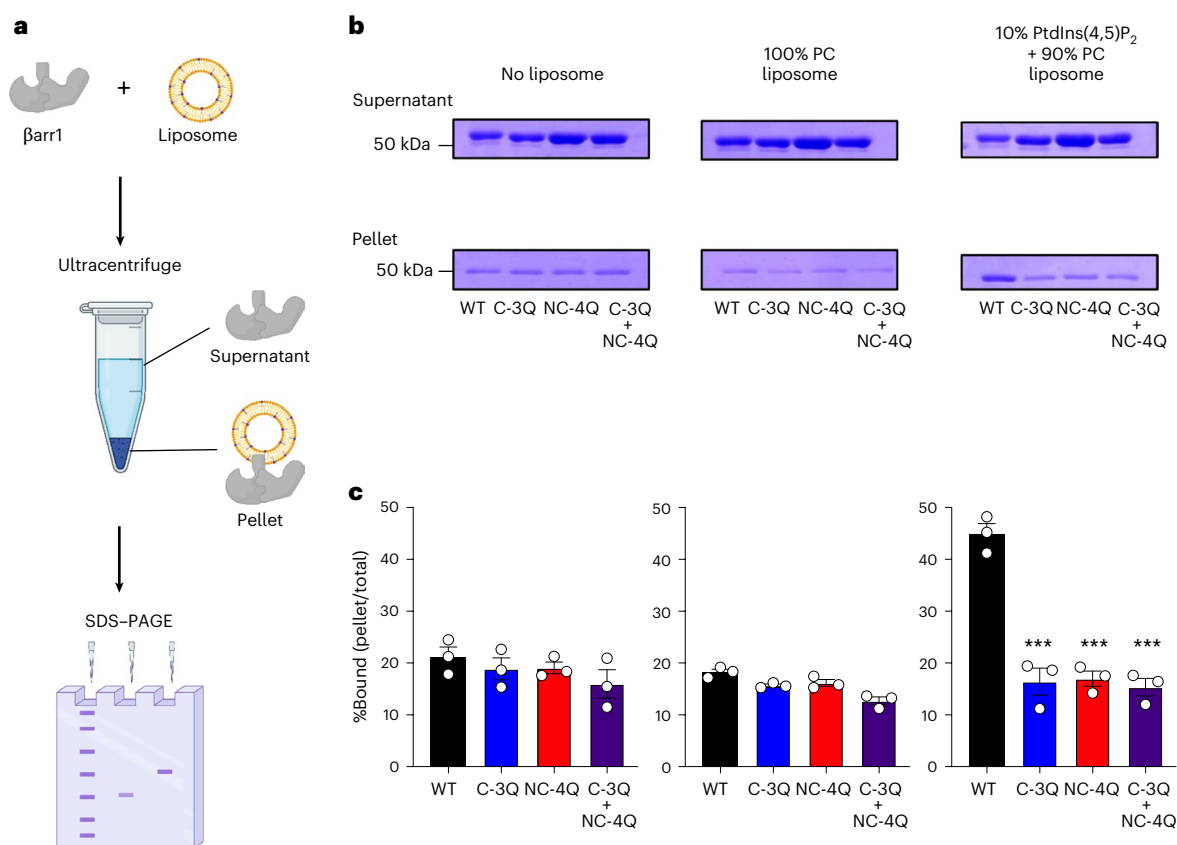 a
βarr1
+
Liposome
Ultracentrifuge
Supernatant
Pellet
SDS–PAGE
b
No liposome
100% PC
liposome
10% PtdIns(4,5)P₂
+ 90% PC
liposome
Supernatant
50 kDa
Pellet
50 kDa
WT C-3Q NC-4Q C-3Q
+
NC-4Q
WT C-3Q NC-4Q C-3Q
+
NC-4Q
WT C-3Q NC-4Q C-3Q
+
NC-4Q
c
%Bound (pellet/total)
50
40
30
20
10
0
WT C-3Q NC-4Q C-3Q
+
NC-4Q
50
40
30
20
10
0
WT C-3Q NC-4Q C-3Q
+
NC-4Q
50
40
30
20
10
0
*** *** ***
WT C-3Q NC-4Q C-3Q
+
NC-4Q